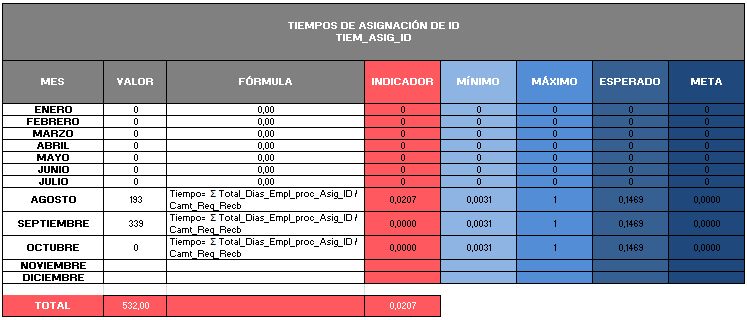 TIEMPOS DE ASIGNACIÓN DE ID
TIEM_ASIG_ID
MES VALOR FÓRMULA INDICADOR MÍNIMO MÁXIMO ESPERADO META
ENERO 0 0,00 0 0 0 0 0
FEBRERO 0 0,00 0 0 0 0 0
MARZO 0 0,00 0 0 0 0 0
ABRIL 0 0,00 0 0 0 0 0
MAYO 0 0,00 0 0 0 0 0
JUNIO 0 0,00 0 0 0 0 0
JULIO 0 0,00 0 0 0 0 0
AGOSTO 193 Tiempo= Σ Total_Dias_Empl_proc_Asig_ID / 0,0207 0,0031 1 0,1469 0,0000
Camt_Req_Recb
SEPTIEMBRE 339 Tiempo= Σ Total_Dias_Empl_proc_Asig_ID / 0,0000 0,0031 1 0,1469 0,0000
Camt_Req_Recb
OCTUBRE 0 Tiempo= Σ Total_Dias_Empl_proc_Asig_ID / 0,0000 0,0031 1 0,1469 0,0000
Camt_Req_Recb
NOVIEMBRE
DICIEMBRE
TOTAL 532,00 0,0207